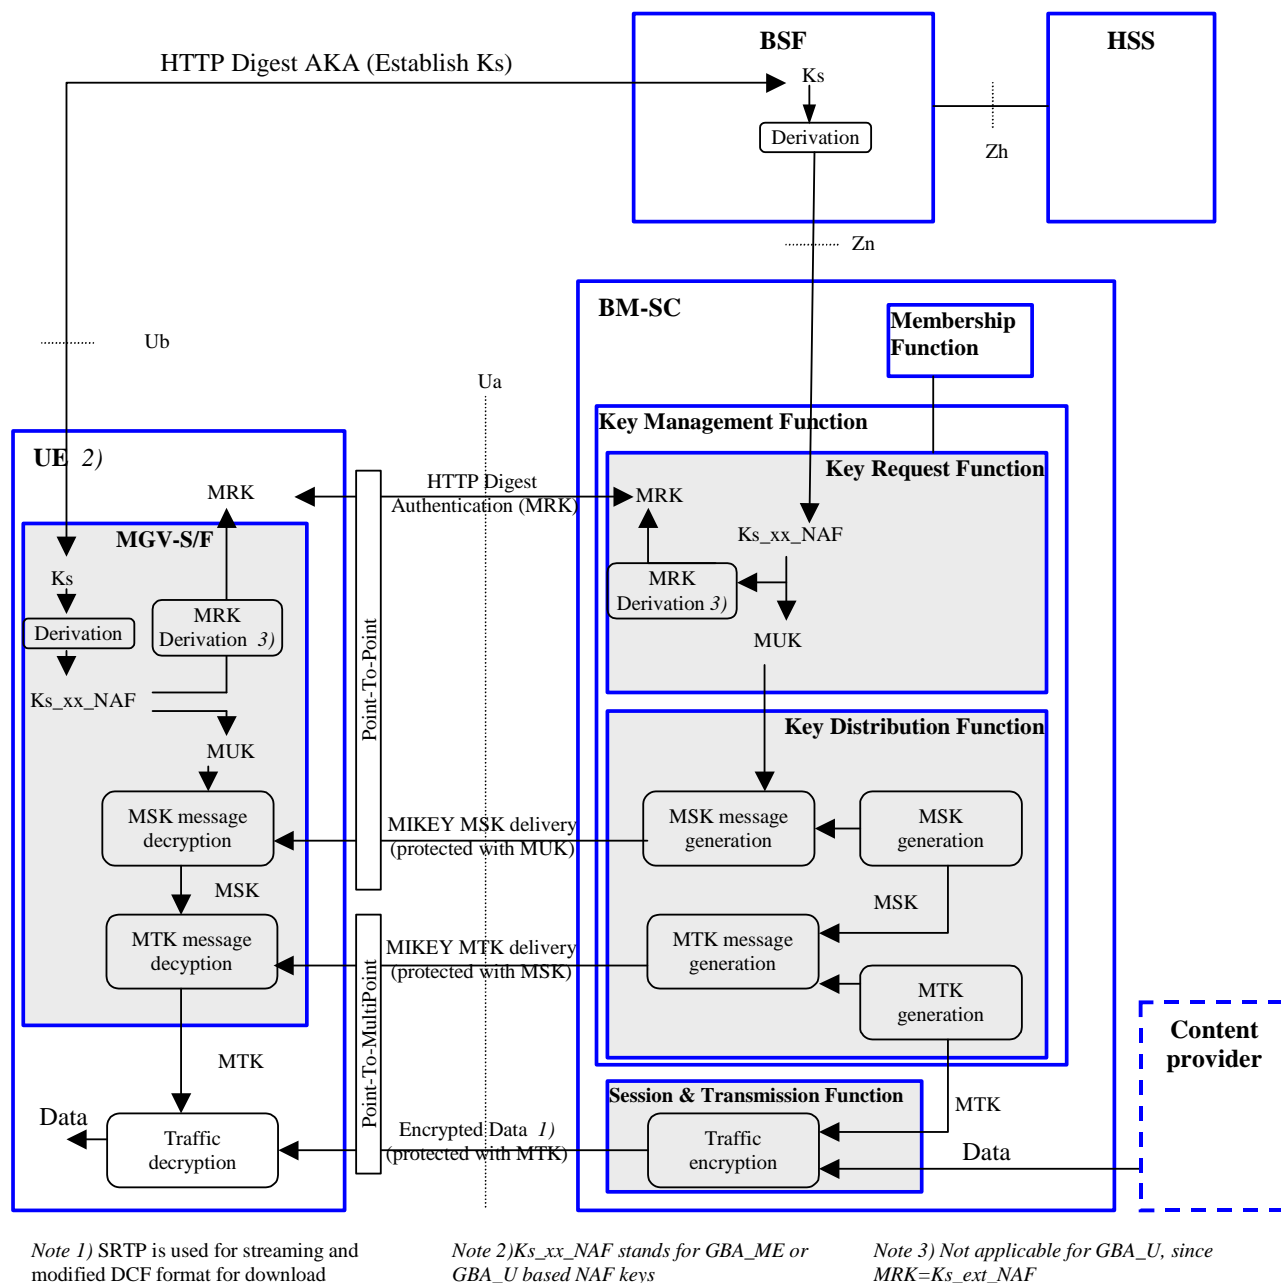 BSF
HSS
HTTP Digest AKA (Establish Ks)
Ks
Derivation
Zh
Zn
BM-SC
Membership
Function
Ub
Ua
Key Management Function
UE 2)
Key Request Function
MRK
HTTP Digest
Authentication (MRK)
MRK
Ks_xx_NAF
MGV-S/F
Ks
MRK
Derivation 3)
MRK
Derivation 3)
Derivation
MUK
Ks_xx_NAF
Point-To-Point
MUK
Key Distribution Function
MSK message
decryption
MIKEY MSK delivery
(protected with MUK)
MSK message
generation
MSK
generation
MSK
MSK
MTK message
decyption
MIKEY MTK delivery
(protected with MSK)
MTK message
generation
MTK
generation
Point-To-MultiPoint
Content
provider
MTK
Session & Transmission Function
MTK
Data
Traffic
decryption
Encrypted Data 1)
(protected with MTK)
Traffic
encryption
Data
Note 1) SRTP is used for streaming and
modified DCF format for download
Note 2)Ks_xx_NAF stands for GBA_ME or
GBA_U based NAF keys
Note 3) Not applicable for GBA_U, since
MRK=Ks_ext_NAF